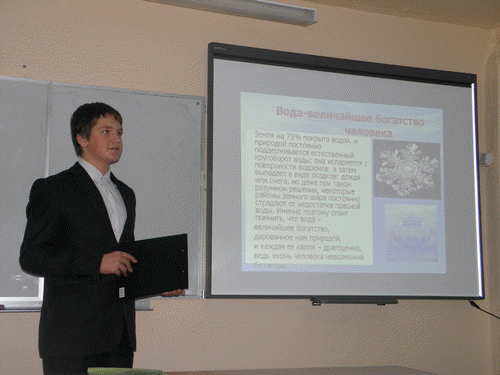 Вода-величайшее богатство
человека
Земля на 75% покрыта водой, и
природой постоянно
поддерживается естественный
круговорот воды: она испаряется с
поверхности водоемов, а затем
выпадает в виде осадков: дождя
или снега, но даже при таком
разумном решении, некоторые
районы земного шара постоянно
страдают от недостатка пресной
воды. Именно поэтому стоит
помнить, что вода –
величайшее богатство,
дарованное нам природой,
и каждая ее капля – драгоценна,
ведь жизнь человека невозможна
без воды.